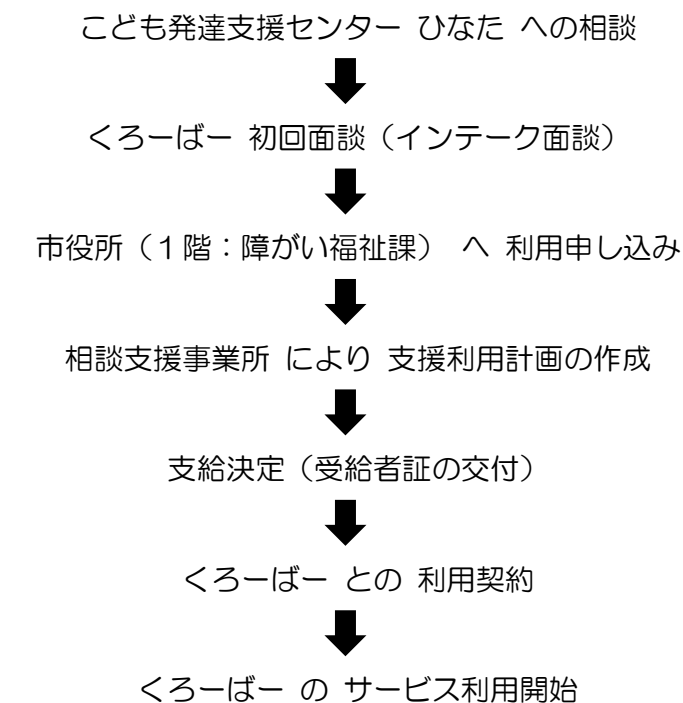 こども発達支援センター ひなた への相談
くろーばー 初回面談（インテーク面談）
市役所（１階：障がい福祉課） へ 利用申し込み
相談支援事業所 により 支援利用計画の作成
支給決定（受給者証の交付）
くろーばー との 利用契約
くろーばー の サービス利用開始